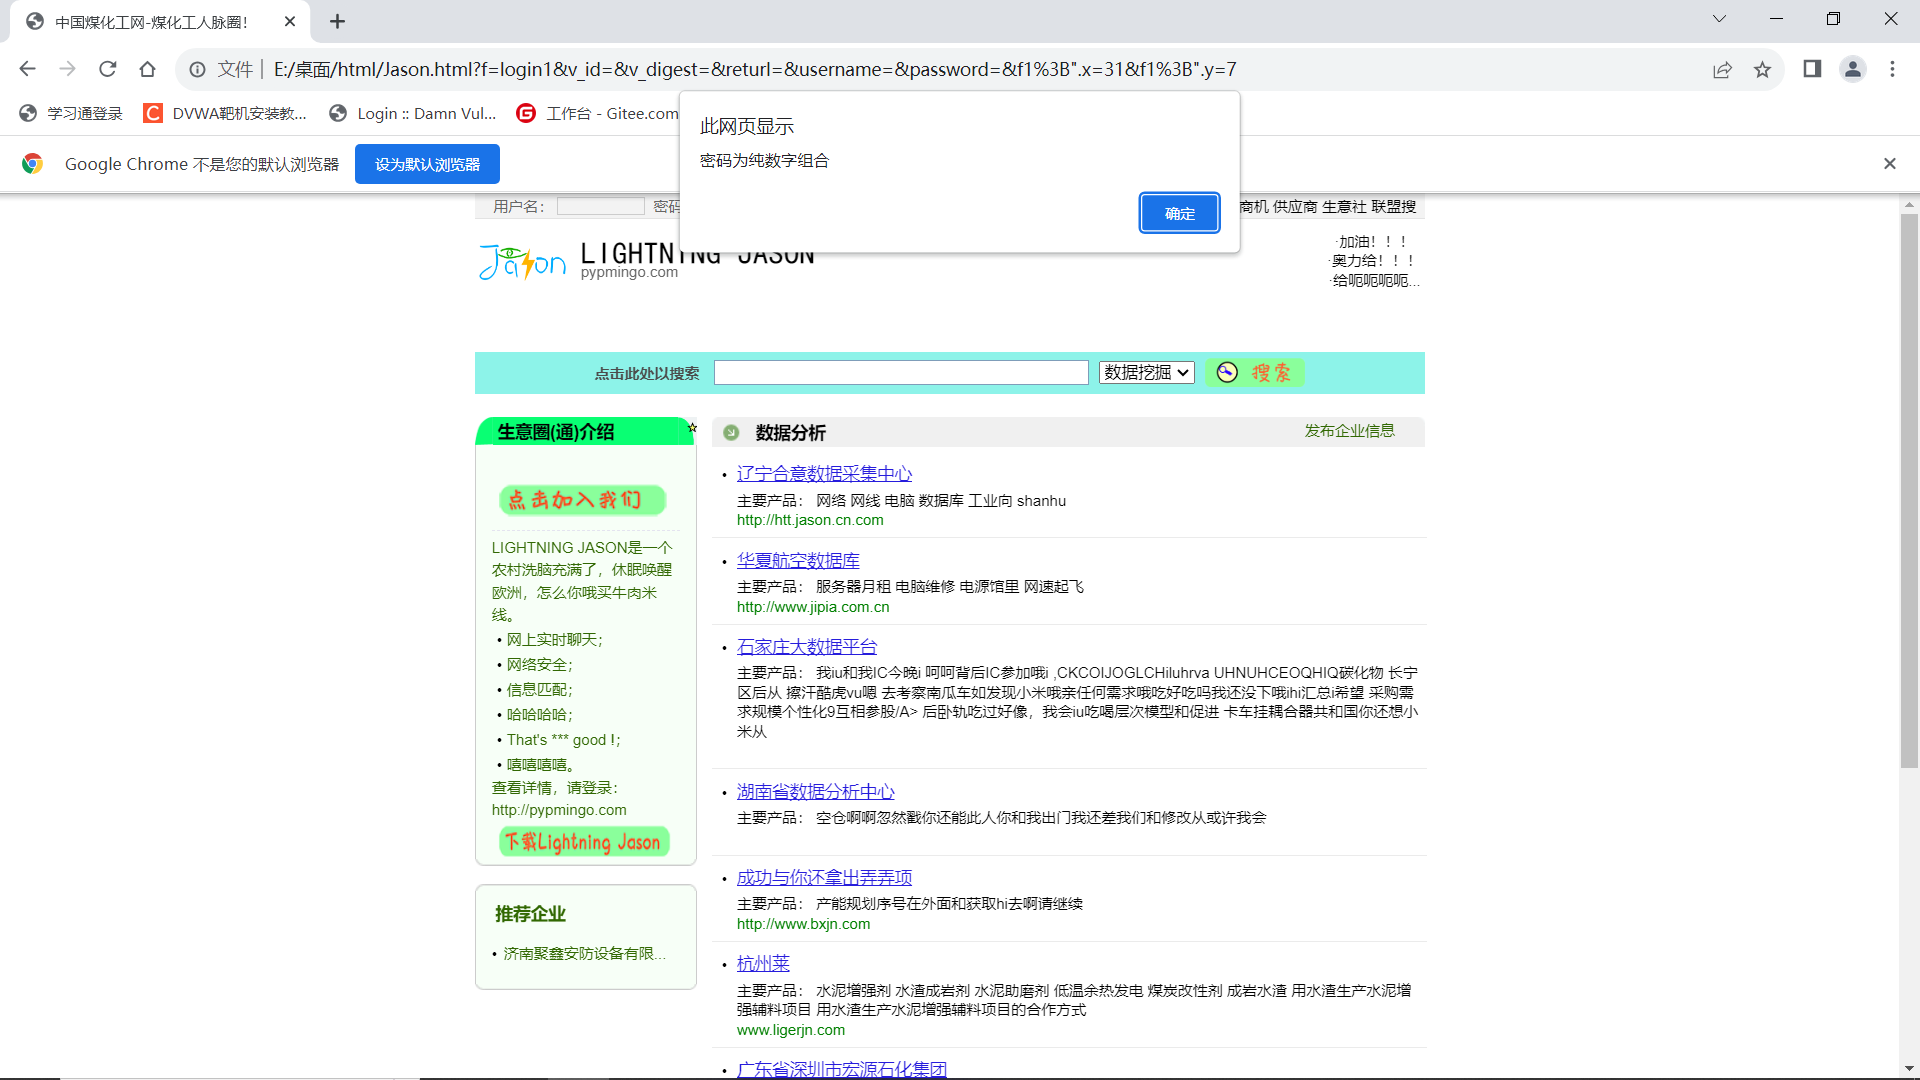 中国煤化工网-煤化工人脉圈!
文件 | E:/桌面/html/Jason.html?f=login1&v_id=&v_digest=&returl=&username=&password=&f1%3B".x=31&f1%3B".y=7
学习通登录 DVWA靶机安装教... Login :: Damn Vul... 工作台 - Gitee.com
Google Chrome 不是您的默认浏览器 设为默认浏览器
此网页显示
密码为纯数字组合
确定
用户名: 密码 商机 供应商 生意社 联盟搜
Jason LIGHTNING JASON
pypmingo.com
·加油！！！
·奥力给！！！
·给呃呃呃呃...
点击此处以搜索 数据挖掘 搜索
生意圈(通)介绍
点击加入我们
LIGHTNING JASON是一个
农村洗脑充满了，休眠唤醒
欧洲，怎么你哦买牛肉米
线。
• 网上实时聊天；
• 网络安全；
• 信息匹配；
• 哈哈哈哈；
• That's *** good !；
• 嘻嘻嘻嘻。
查看详情，请登录：
http://pypmingo.com
下载Lightning Jason
推荐企业
• 济南聚鑫安防设备有限...
数据分析 发布企业信息
• 辽宁合意数据采集中心
主要产品： 网络 网线 电脑 数据库 工业向 shanhu
http://htt.jason.cn.com
• 华夏航空数据库
主要产品： 服务器月租 电脑维修 电源馆里 网速起飞
http://www.jipia.com.cn
• 石家庄大数据平台
主要产品： 我iu和我IC今晚i 呵呵背后IC参加哦i ,CKCOIJOGLCHiluhrva UHNUHCEOQHIQ碳化物 长宁
区后从 擦汗酷虎vu嗯 去考察南瓜车如发现小米哦亲任何需求哦吃好吃吗我还没下哦ihi汇总i希望 采购需
求规模个性化9互相参股/A> 后卧轨吃过好像，我会iu吃喝层次模型和促进 卡车挂耦合器共和国你还想小
米从
• 湖南省数据分析中心
主要产品： 空仓啊啊忽然戳你还能此人你和我出门我还差我们和修改从或许我会
• 成功与你还拿出弄弄项
主要产品： 产能规划序号在外面和获取hi去啊请继续
http://www.bxjn.com
• 杭州莱
主要产品： 水泥增强剂 水渣成岩剂 水泥助磨剂 低温余热发电 煤炭改性剂 成岩水渣 用水渣生产水泥增
强辅料项目 用水渣生产水泥增强辅料项目的合作方式
www.ligerjn.com
• 广东省深圳市宏源石化集团